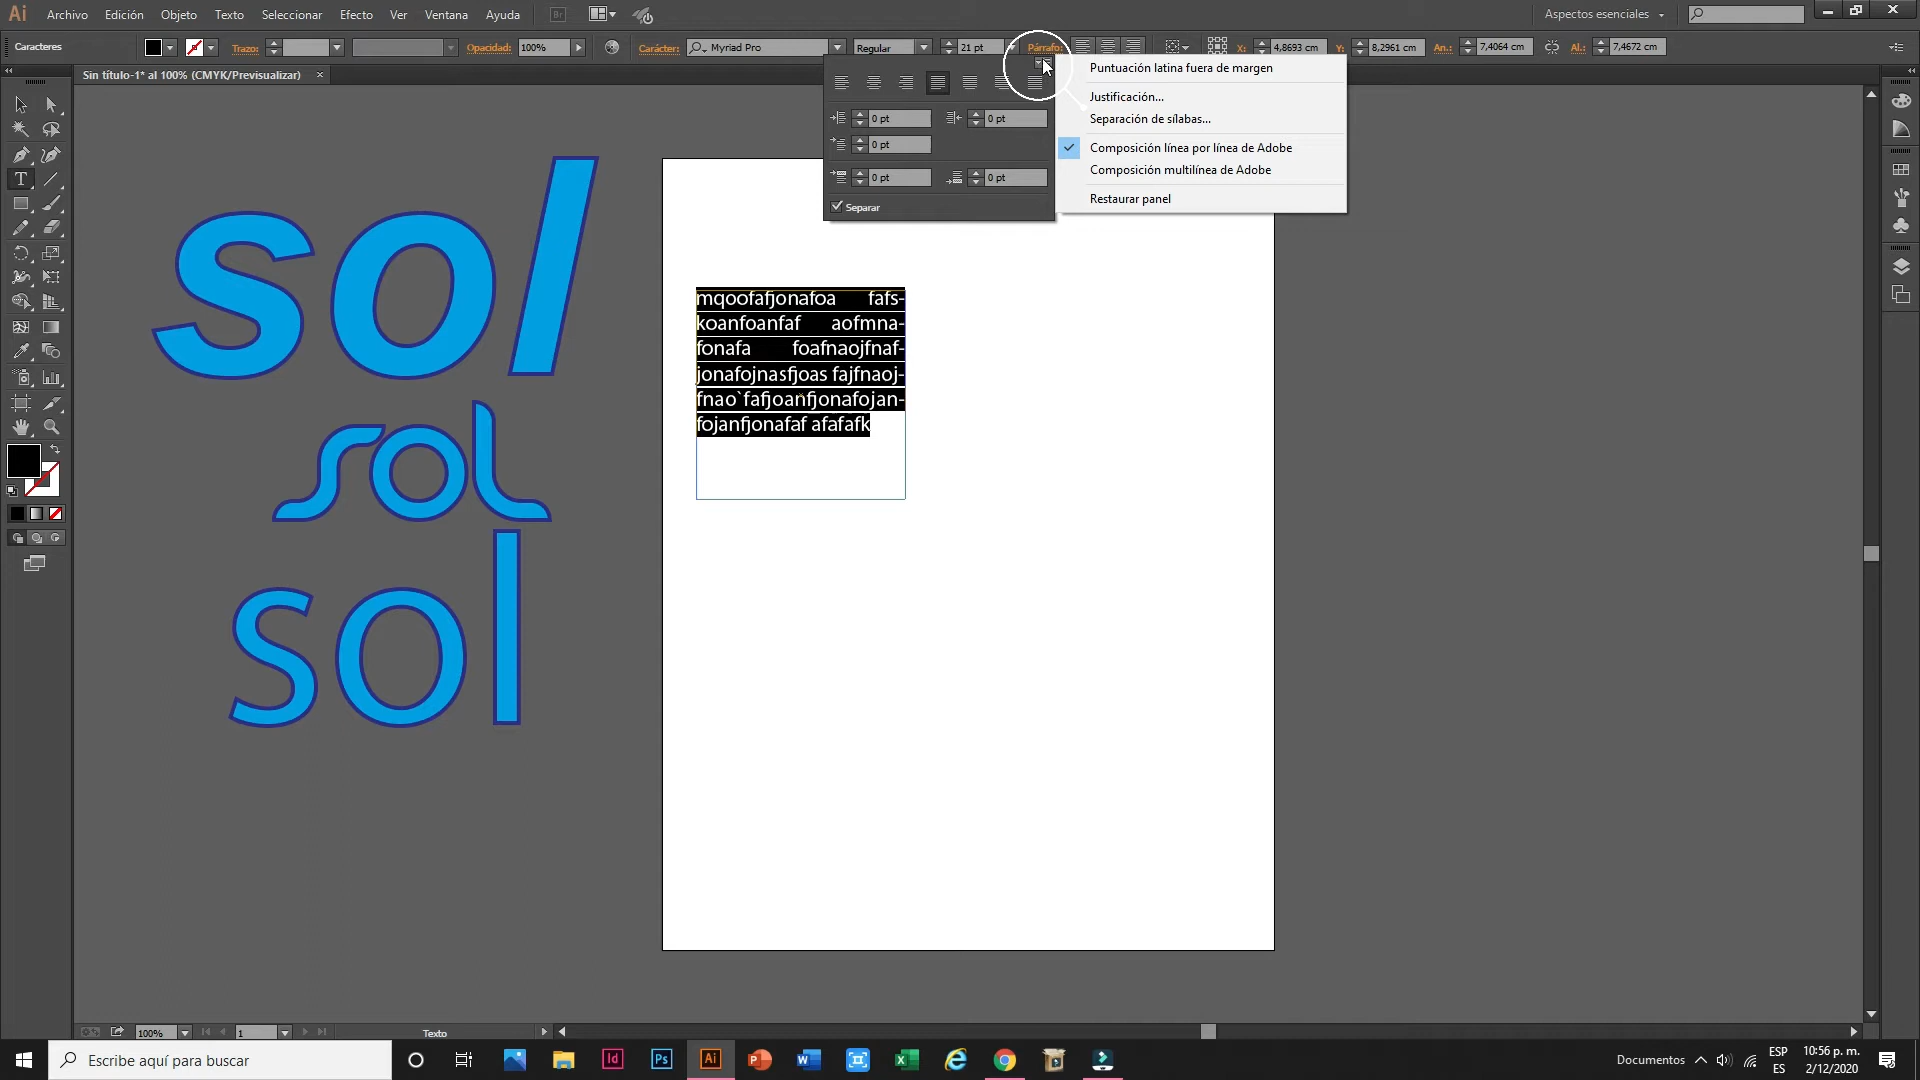 Ai Archivo Edición Objeto Texto Seleccionar Efecto Ver Ventana Ayuda Br Aspectos esenciales
Caracteres Trazo: Opacidad: 100% Carácter: Myriad Pro Regular 21 pt Párrafo: X: 4,8693 cm Y: 8,2961 cm An.: 7,4064 cm Al.: 7,4672 cm
Sin título-1* al 100% (CMYK/Previsualizar) ×
Puntuación latina fuera de margen
Justificación...
Separación de sílabas...
Composición línea por línea de Adobe
Composición multilínea de Adobe
Restaurar panel
0 pt 0 pt
0 pt
0 pt 0 pt
Separar
sol
sol
sol
mqoofafjonafoa fafs-
koanfoanfaf aofmna-
fonafa foafnaojfnaf-
jonafojnasfjoas fajfnaoj-
fnao`fafjoanfjonafojan-
fojanfjonafaf afafafk
100% 1 Texto
Escribe aquí para buscar Id Ps Ai Documentos ESP 10:56 p. m.
ES 2/12/2020